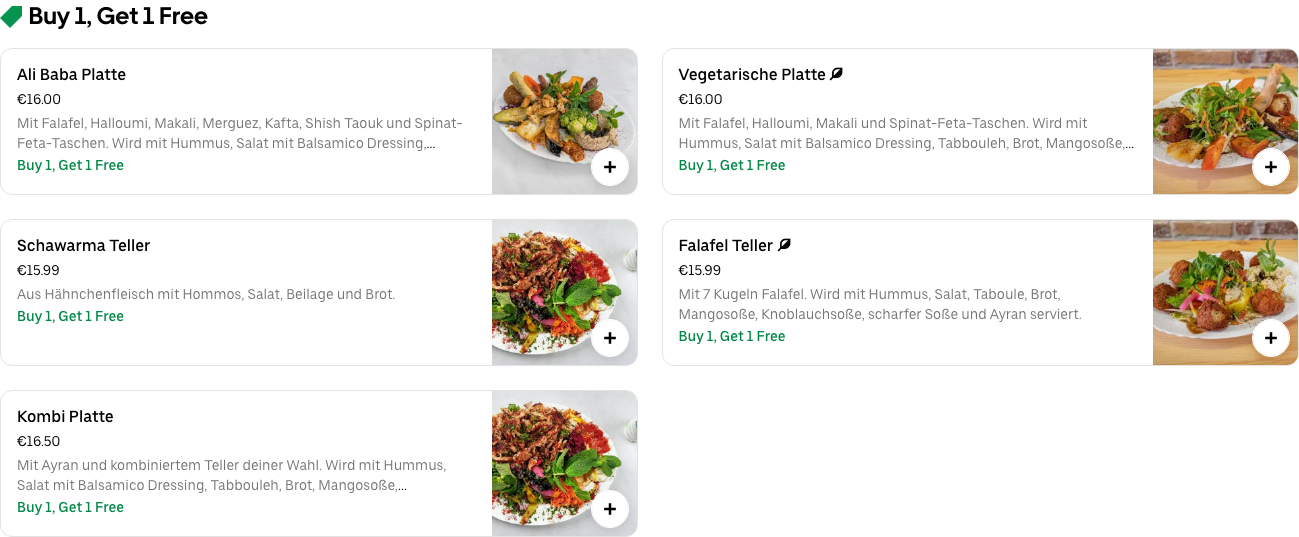 Buy 1, Get 1 Free
Ali Baba Platte
€16.00
Mit Falafel, Halloumi, Makali, Merguez, Kafta, Shish Taouk und Spinat-
Feta-Taschen. Wird mit Hummus, Salat mit Balsamico Dressing,...
Buy 1, Get 1 Free
Vegetarische Platte
€16.00
Mit Falafel, Halloumi, Makali und Spinat-Feta-Taschen. Wird mit
Hummus, Salat mit Balsamico Dressing, Tabbouleh, Brot, Mangosoße,...
Buy 1, Get 1 Free
Schawarma Teller
€15.99
Aus Hähnchenfleisch mit Hommos, Salat, Beilage und Brot.
Buy 1, Get 1 Free
Falafel Teller
€15.99
Mit 7 Kugeln Falafel. Wird mit Hummus, Salat, Taboule, Brot,
Mangosoße, Knoblauchsoße, scharfer Soße und Ayran serviert.
Buy 1, Get 1 Free
Kombi Platte
€16.50
Mit Ayran und kombiniertem Teller deiner Wahl. Wird mit Hummus,
Salat mit Balsamico Dressing, Tabbouleh, Brot, Mangosoße,...
Buy 1, Get 1 Free